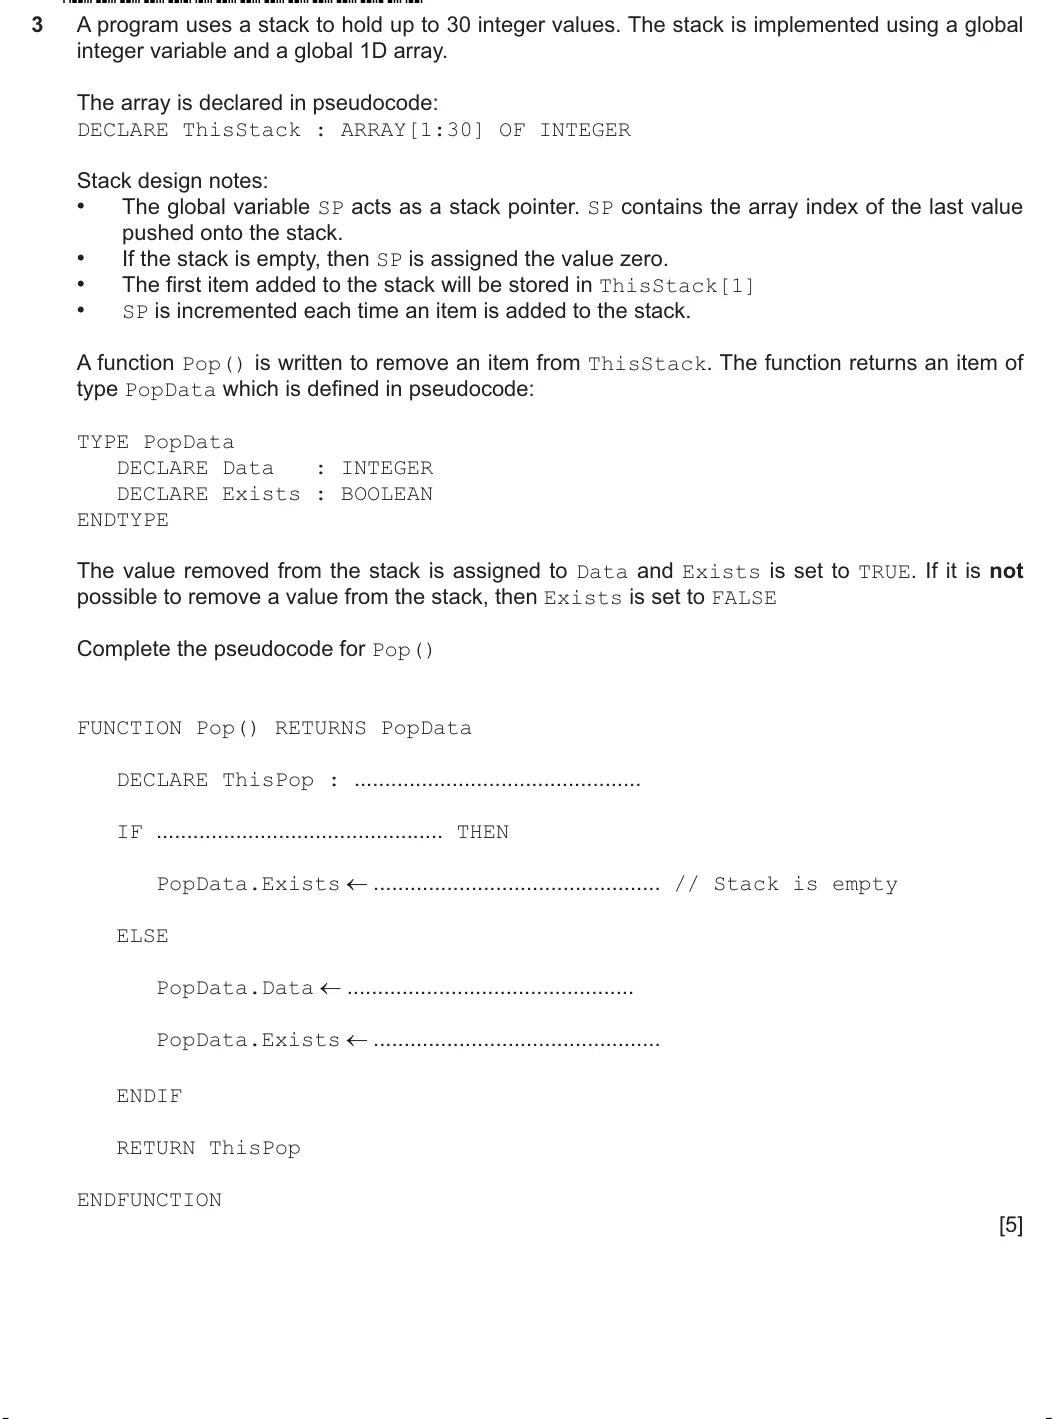 3 A program uses a stack to hold up to 30 integer values. The stack is implemented using a global
integer variable and a global 1D array.
The array is declared in pseudocode:
DECLARE ThisStack : ARRAY[1:30] OF INTEGER
Stack design notes:
• The global variable SP acts as a stack pointer. SP contains the array index of the last value
pushed onto the stack.
• If the stack is empty, then SP is assigned the value zero.
• The first item added to the stack will be stored in ThisStack[1]
• SP is incremented each time an item is added to the stack.
A function Pop() is written to remove an item from ThisStack. The function returns an item of
type PopData which is defined in pseudocode:
TYPE PopData
DECLARE Data : INTEGER
DECLARE Exists : BOOLEAN
ENDTYPE
The value removed from the stack is assigned to Data and Exists is set to TRUE. If it is not
possible to remove a value from the stack, then Exists is set to FALSE
Complete the pseudocode for Pop()
FUNCTION Pop() RETURNS PopData
DECLARE ThisPop : ...............................................
IF ............................................... THEN
PopData.Exists ← ............................................... // Stack is empty
ELSE
PopData.Data ← ...............................................
PopData.Exists ← ...............................................
ENDIF
RETURN ThisPop
ENDFUNCTION
[5]